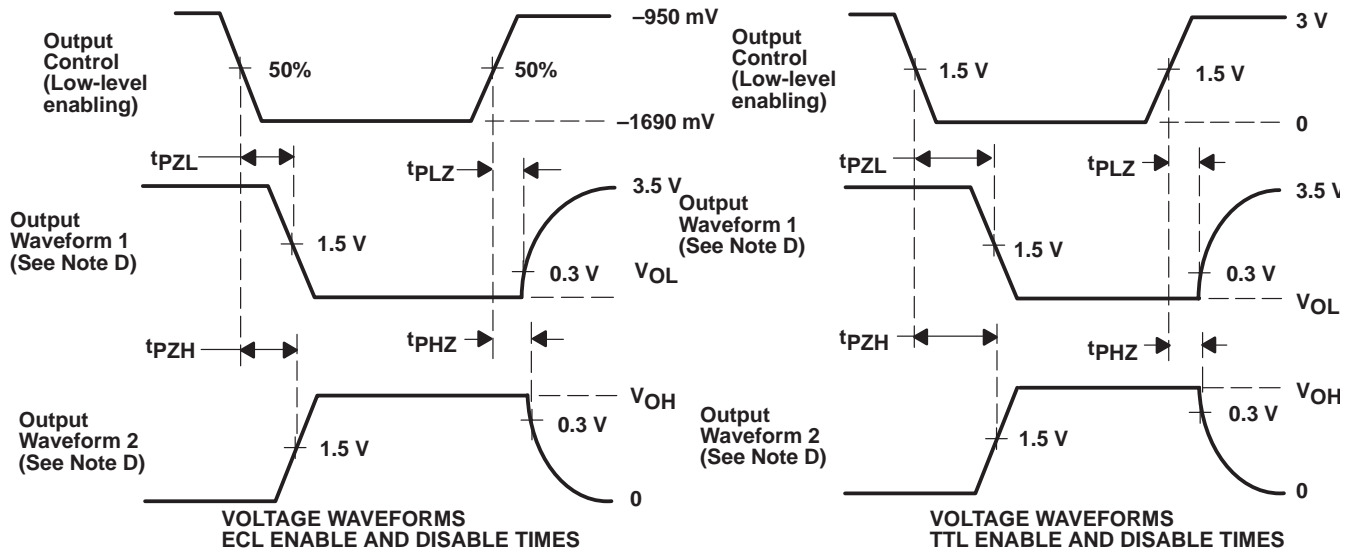 Output
Control
(Low-level
enabling)
50%
50%
–950 mV
–1690 mV
tPZL
tPLZ
Output
Waveform 1
(See Note D)
1.5 V
3.5 V
0.3 V
VOL
tPZH
tPHZ
Output
Waveform 2
(See Note D)
1.5 V
VOH
0.3 V
0
VOLTAGE WAVEFORMS
ECL ENABLE AND DISABLE TIMES
Output
Control
(Low-level
enabling)
1.5 V
1.5 V
3 V
0
tPZL
tPLZ
Output
Waveform 1
(See Note D)
1.5 V
3.5 V
0.3 V
VOL
tPZH
tPHZ
Output
Waveform 2
(See Note D)
1.5 V
VOH
0.3 V
0
VOLTAGE WAVEFORMS
TTL ENABLE AND DISABLE TIMES